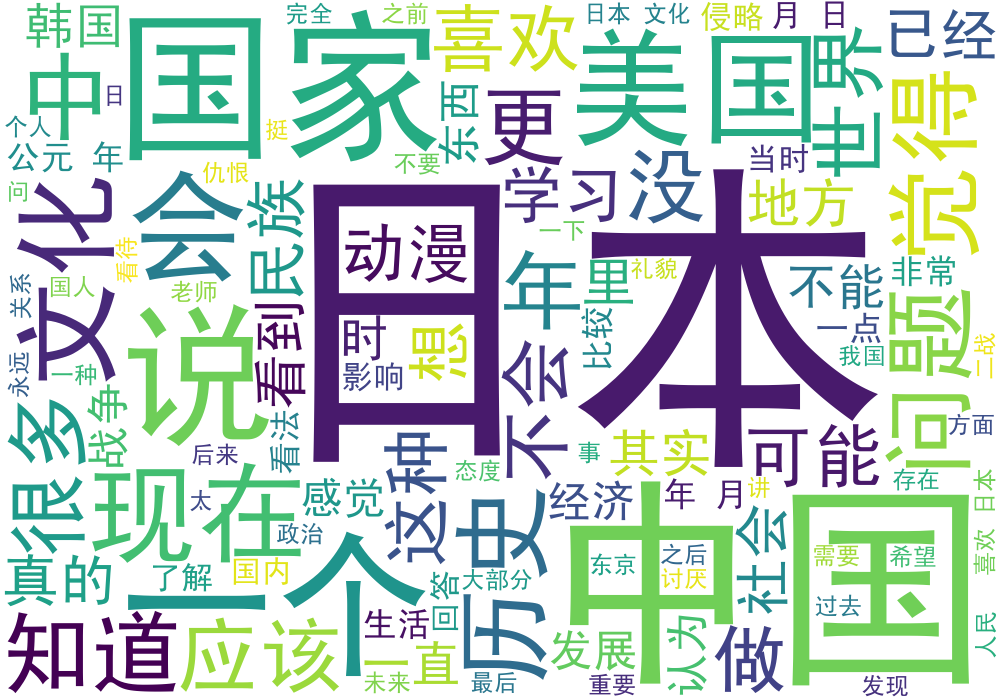 韩国
国家
喜欢
完全
之前
美国
日本 文化
侵略
月 日
世界
已经
中
日
个人
公元 年
挺
不要
东西
更
当时
觉得
问
文化
会
仇恨
民族
学习
没
地方
一下
日本
动漫
年
里
礼貌
不能
非常
国人
看待
老师
关系
说
看到
时
想
影响
不会
比较
一点
我国
问题
二战
永远
一种
很多
战争
后来
看法
这种
态度
事
其实
可能
方面
现在
太
感觉
政治
历史
经济
年 月
讲
存在
日本
真的
了解
国内
一个
回答
大部分
中国
东京
之后
讨厌
社会
需要
希望
喜欢
知道
应该
生活
一直
未来
最后
发展
重要
认为
做
过去
发现
人民